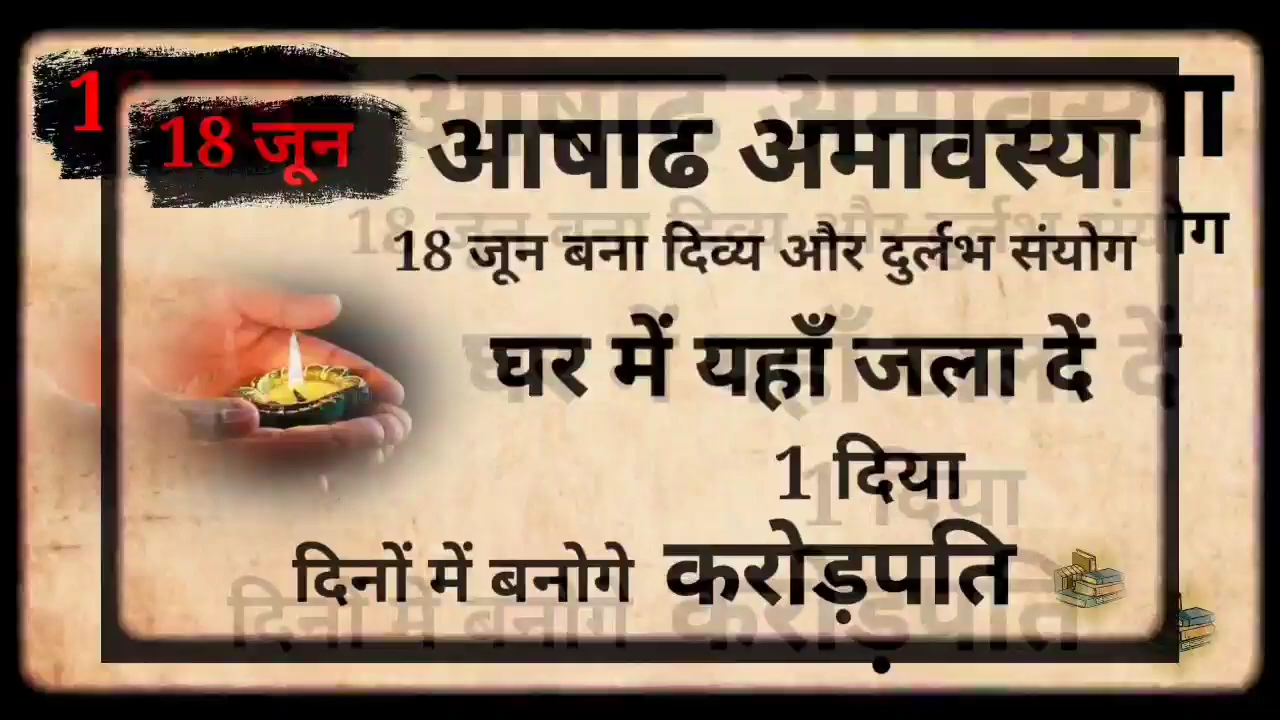 18 जून
आषाढ अमावस्या
18 जून बना दिव्य और दुर्लभ संयोग
घर में यहाँ जला दें
1 दिया
दिनों में बनोगे करोड़पति